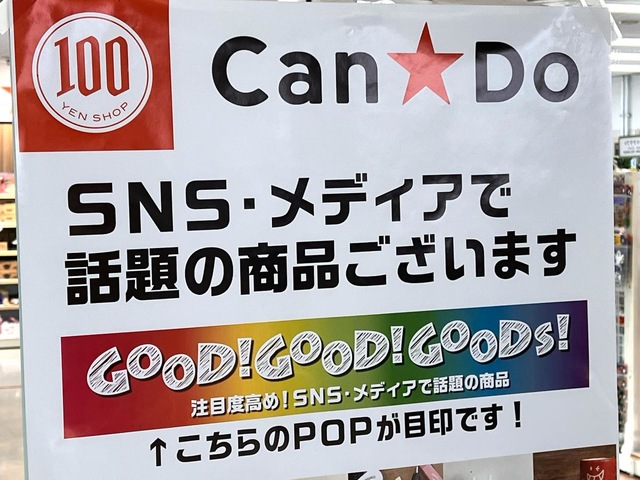 100
YEN SHOP
Can★Do
SNS・メディアで
話題の商品ございます
GOOD!GOOD!GOODS!
注目度高め!SNS・メディアで話題の商品
↑こちらのPOPが目印です!